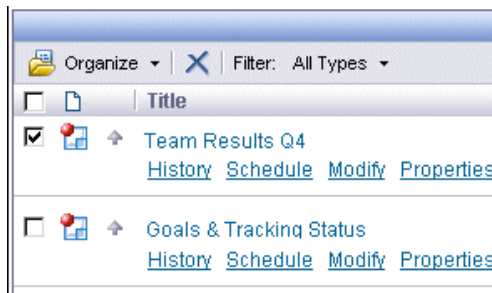 Organize Filter: All Types
Title
Team Results Q4
History Schedule Modify Properties
Goals & Tracking Status
History Schedule Modify Properties